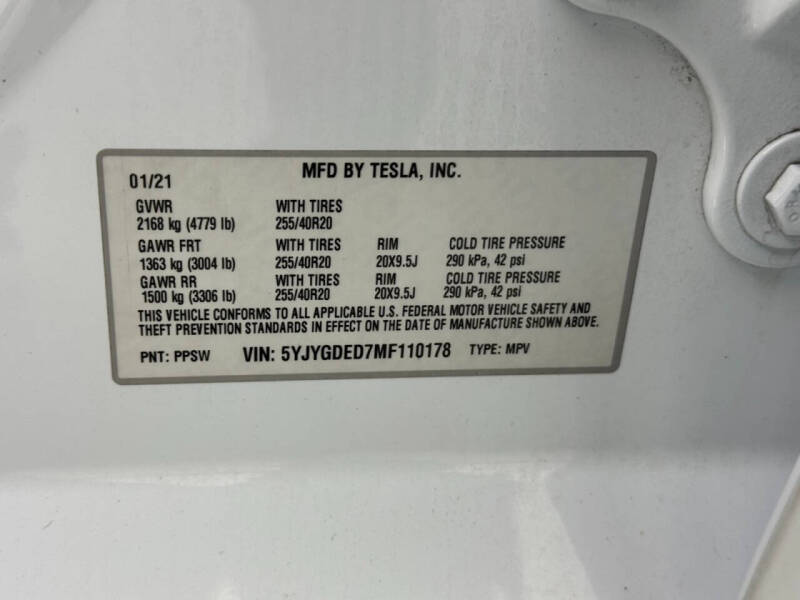 MFD BY TESLA, INC.
01/21
GVWR WITH TIRES
2168 kg (4779 lb) 255/40R20
GAWR FRT WITH TIRES RIM COLD TIRE PRESSURE
1363 kg (3004 lb) 255/40R20 20X9.5J 290 kPa, 42 psi
GAWR RR WITH TIRES RIM COLD TIRE PRESSURE
1500 kg (3306 lb) 255/40R20 20X9.5J 290 kPa, 42 psi
THIS VEHICLE CONFORMS TO ALL APPLICABLE U.S. FEDERAL MOTOR VEHICLE SAFETY AND
THEFT PREVENTION STANDARDS IN EFFECT ON THE DATE OF MANUFACTURE SHOWN ABOVE.
PNT: PPSW VIN: 5YJYGDED7MF110178 TYPE: MPV